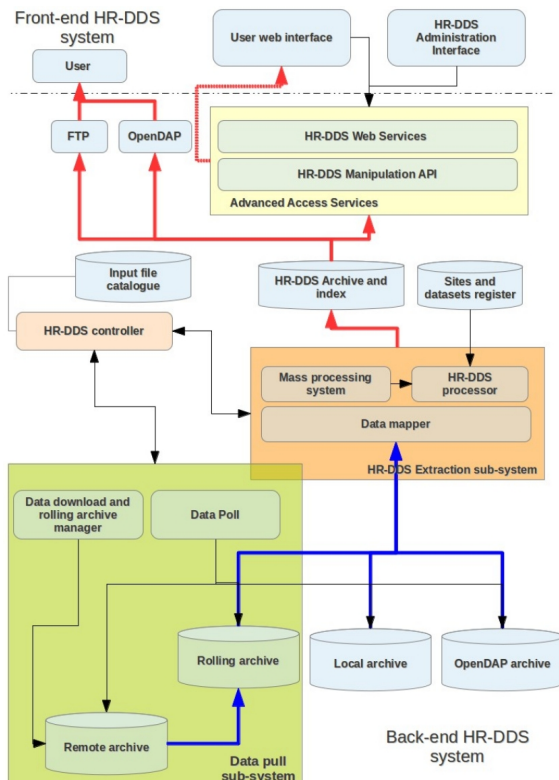 Front-end HR-DDS
system
User web interface
HR-DDS
Administration
Interface
User
FTP
OpenDAP
HR-DDS Web Services
HR-DDS Manipulation API
Advanced Access Services
Input file
catalogue
HR-DDS Archive and
index
Sites and
datasets register
HR-DDS controller
Mass processing
system
HR-DDS
processor
Data mapper
HR-DDS Extraction sub-system
Data download and
rolling archive
manager
Data Poll
Rolling archive
Local archive
OpenDAP archive
Remote archive
Data pull
sub-system
Back-end HR-DDS
system